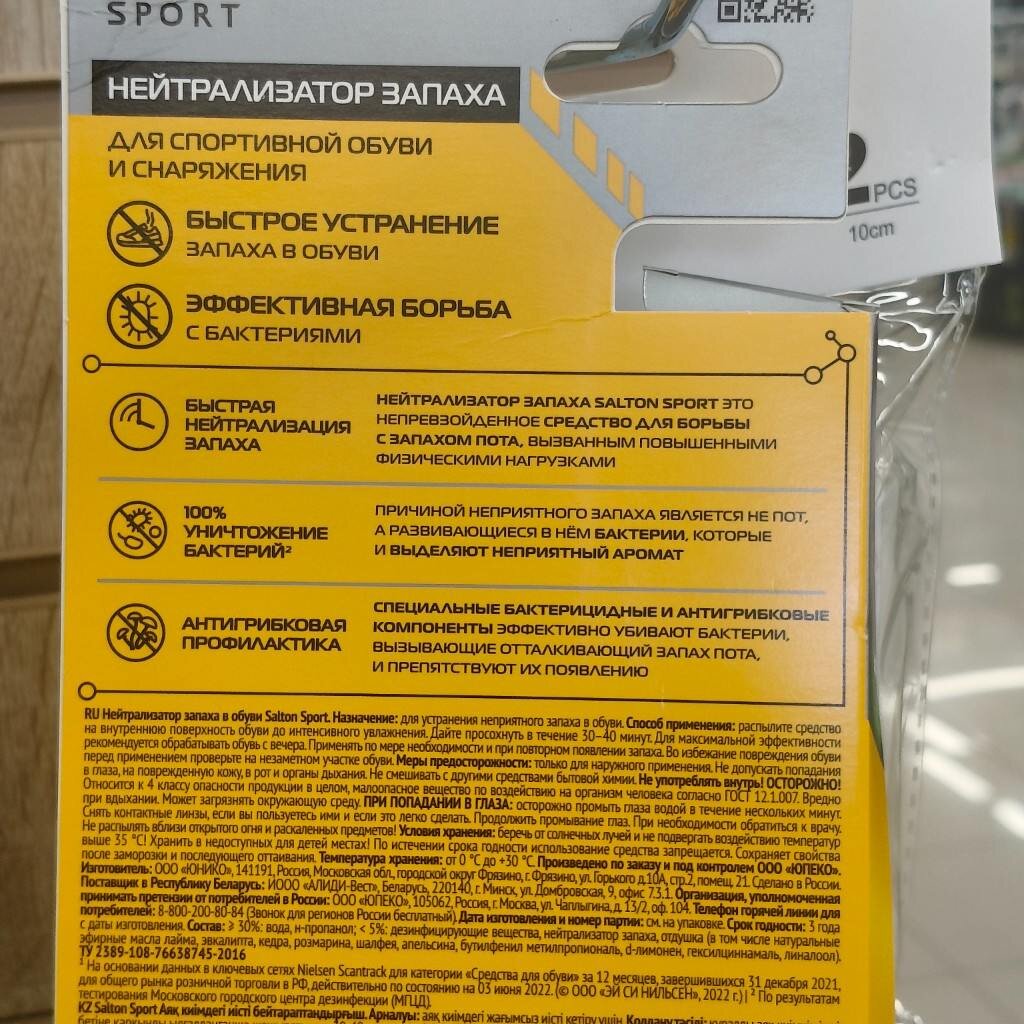 SPORT
НЕЙТРАЛИЗАТОР ЗАПАХА
ДЛЯ СПОРТИВНОЙ ОБУВИ
И СНАРЯЖЕНИЯ
PCS
10cm
БЫСТРОЕ УСТРАНЕНИЕ
ЗАПАХА В ОБУВИ
ЭФФЕКТИВНАЯ БОРЬБА
С БАКТЕРИЯМИ
БЫСТРАЯ
НЕЙТРАЛИЗАЦИЯ
ЗАПАХА
НЕЙТРАЛИЗАТОР ЗАПАХА SALTON SPORT ЭТО
НЕПРЕВЗОЙДЕННОЕ СРЕДСТВО ДЛЯ БОРЬБЫ
С ЗАПАХОМ ПОТА, ВЫЗВАННЫМ ПОВЫШЕННЫМИ
ФИЗИЧЕСКИМИ НАГРУЗКАМИ
100%
УНИЧТОЖЕНИЕ
БАКТЕРИЙ²
ПРИЧИНОЙ НЕПРИЯТНОГО ЗАПАХА ЯВЛЯЕТСЯ НЕ ПОТ,
А РАЗВИВАЮЩИЕСЯ В НЁМ БАКТЕРИИ, КОТОРЫЕ
И ВЫДЕЛЯЮТ НЕПРИЯТНЫЙ АРОМАТ
АНТИГРИБКОВАЯ
ПРОФИЛАКТИКА
СПЕЦИАЛЬНЫЕ БАКТЕРИЦИДНЫЕ И АНТИГРИБКОВЫЕ
КОМПОНЕНТЫ ЭФФЕКТИВНО УБИВАЮТ БАКТЕРИИ,
ВЫЗЫВАЮЩИЕ ОТТАЛКИВАЮЩИЙ ЗАПАХ ПОТА,
И ПРЕПЯТСТВУЮТ ИХ ПОЯВЛЕНИЮ
RU Нейтрализатор запаха в обуви Salton Sport. Назначение: для устранения неприятного запаха в обуви. Способ применения: распылите средство
на внутреннюю поверхность обуви до интенсивного увлажнения. Дайте просохнуть в течение 30–40 минут. Для максимальной эффективности
рекомендуется обрабатывать обувь с вечера. Применять по мере необходимости и при повторном появлении запаха. Во избежание повреждения обуви
перед применением проверьте на незаметном участке обуви. Меры предосторожности: только для наружного применения. Не допускать попадания
в глаза, на поврежденную кожу, в рот и органы дыхания. Не смешивать с другими средствами бытовой химии. Не употреблять внутрь! ОСТОРОЖНО!
Относится к 4 классу опасности продукции в целом, малоопасное вещество по воздействию на организм человека согласно ГОСТ 12.1.007. Вредно
при вдыхании. Может загрязнять окружающую среду. ПРИ ПОПАДАНИИ В ГЛАЗА: осторожно промыть глаза водой в течение нескольких минут.
Снять контактные линзы, если вы пользуетесь ими и если это легко сделать. Продолжить промывание глаз. При необходимости обратиться к врачу.
Не распылять вблизи открытого огня и раскаленных предметов! Условия хранения: беречь от солнечных лучей и не подвергать воздействию температур
выше 35 °C! Хранить в недоступных для детей местах! По истечении срока годности использование средства запрещается. Сохраняет свойства
после заморозки и последующего оттаивания. Температура хранения: от 0 °C до +30 °C. Произведено по заказу и под контролем ООО «ЮПЕКО».
Изготовитель: ООО «ЮНИКО», 141191, Россия, Московская обл., городской округ Фрязино, г. Фрязино, ул. Горького д.10А, стр.2, помещ. 21. Сделано в России.
Поставщик в Республику Беларусь: ИООО «АЛИДИ-Вест», Беларусь, 220140, г. Минск, ул. Домбровская, 9, офис 7.3.1. Организация, уполномоченная
принимать претензии от потребителей в России: ООО «ЮПЕКО», 105062, Россия, г. Москва, ул. Чаплыгина, д. 13/2, оф. 104. Телефон горячей линии для
потребителей: 8-800-200-80-84 (Звонок для регионов России бесплатный). Дата изготовления и номер партии: см. на упаковке. Срок годности: 3 года
с даты изготовления. Состав: ≥ 30%: вода, н-пропанол; < 5%: дезинфицирующие вещества, нейтрализатор запаха, отдушка (в том числе натуральные
эфирные масла лайма, эвкалипта, кедра, розмарина, шалфея, апельсина, бутилфенил метилпропиональ, d-лимонен, гексилциннамаль, линалоол).
ТУ 2389-108-76638745-2016
¹ На основании данных в ключевых сетях Nielsen Scantrack для категории «Средства для обуви» за 12 месяцев, завершившихся 31 декабря 2021,
для общего рынка розничной торговли в РФ, действительно по состоянию на 03 июня 2022. (© ООО «ЭЙ СИ НИЛЬСЕН», 2022 г.) | ² По результатам
тестирования Московского городского центра дезинфекции (МГЦД).
KZ Salton Sport Аяқ киімдегі иісті бейтараптандырғыш. Арналуы: аяқ киімдегі жағымсыз иісті кетіру үшін. Қолдану тәсілі: